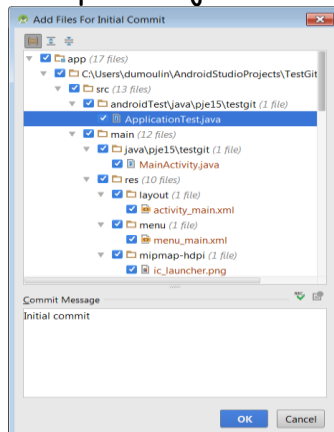 Add Files For Initial Commit
app (17 files)
C:\Users\dumoulin\AndroidStudioProjects\TestGit
src (13 files)
androidTest\java\pje15\testgit (1 file)
ApplicationTest.java
main (12 files)
java\pje15\testgit (1 file)
MainActivity.java
res (10 files)
layout (1 file)
activity_main.xml
menu (1 file)
menu_main.xml
mipmap-hdpi (1 file)
ic_launcher.png
Commit Message
Initial commit
OK Cancel